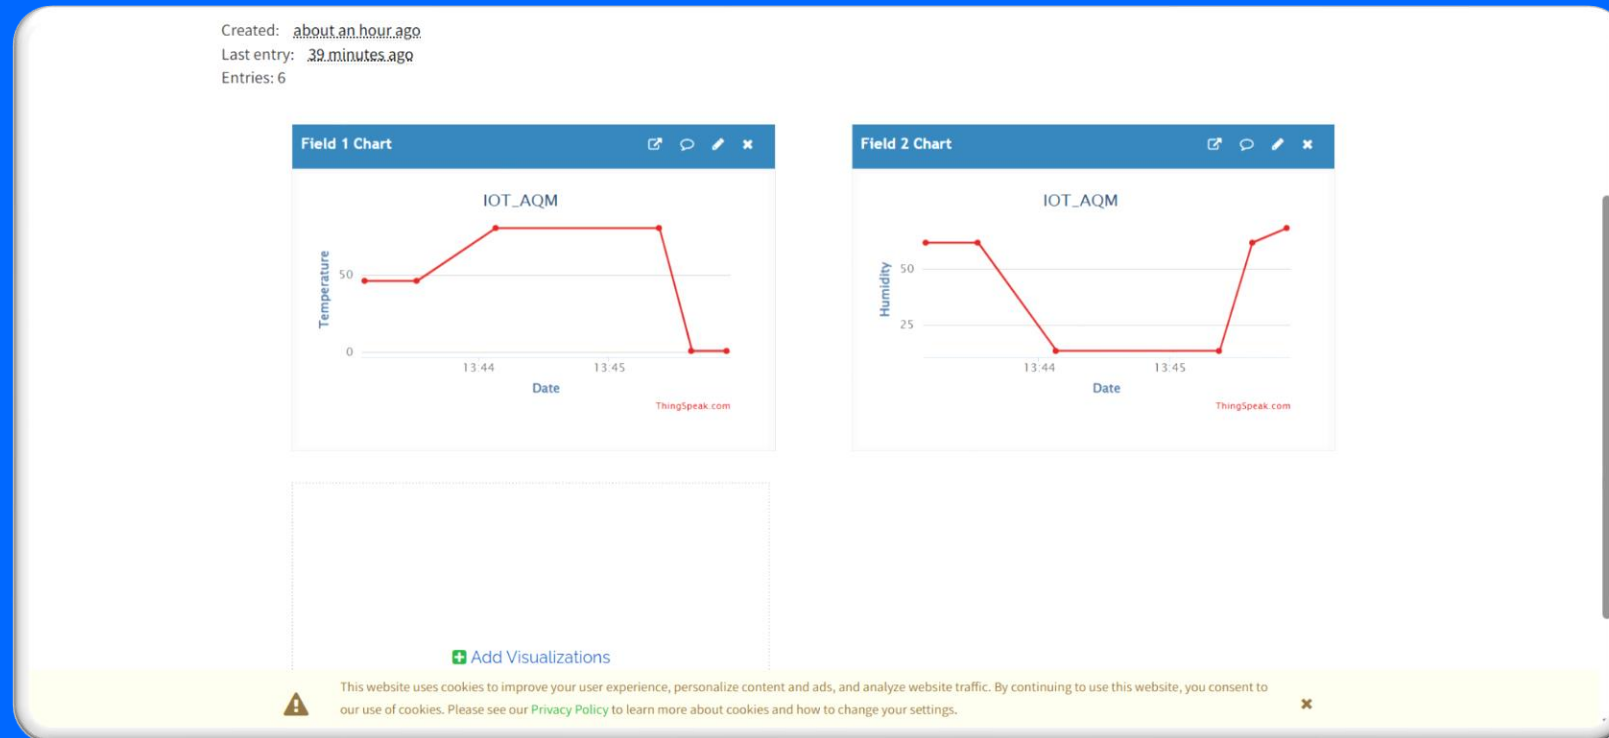 Created: about an hour ago
Last entry: 39 minutes ago
Entries: 6
Field 1 Chart
IOT_AQM
Temperature
50
0
13:44
13:45
Date
ThingSpeak.com
Field 2 Chart
IOT_AQM
Humidity
50
25
13:44
13:45
Date
ThingSpeak.com
Add Visualizations
This website uses cookies to improve your user experience, personalize content and ads, and analyze website traffic. By continuing to use this website, you consent to
our use of cookies. Please see our Privacy Policy to learn more about cookies and how to change your settings.